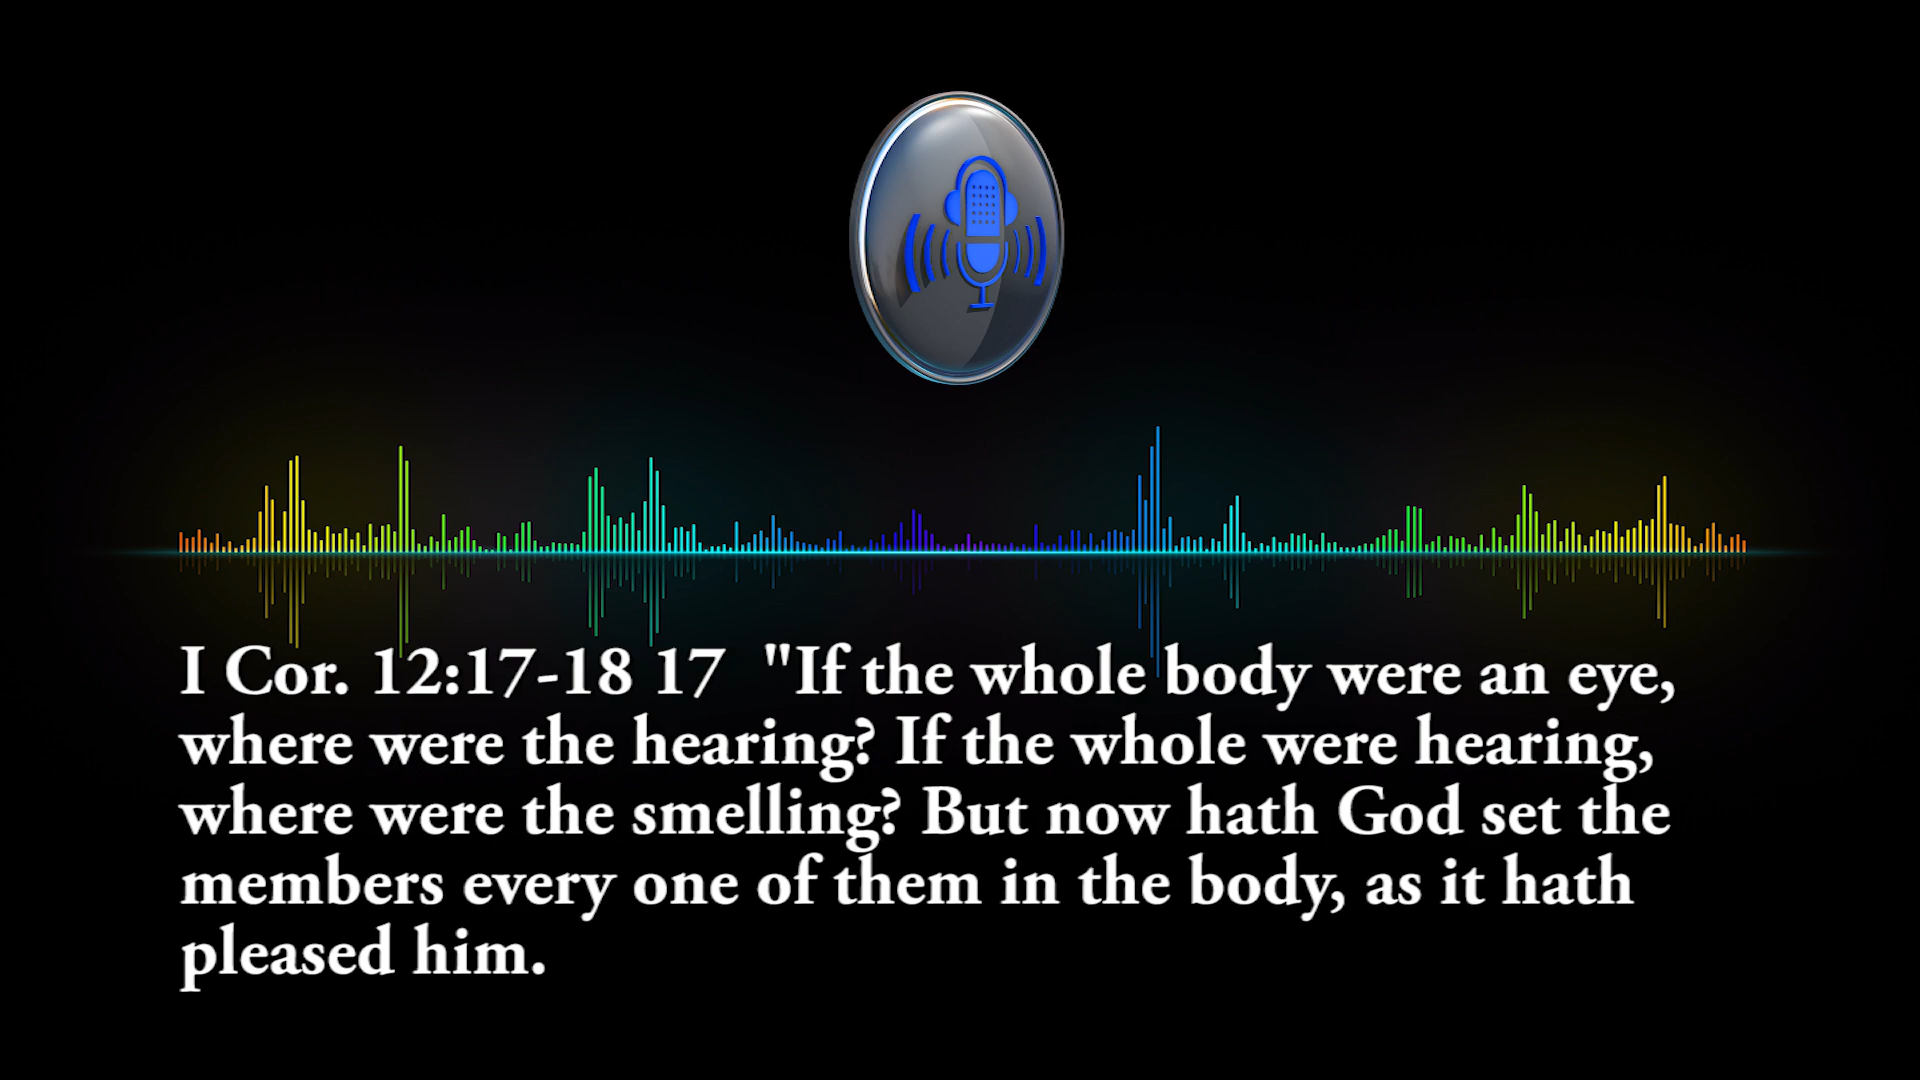 I Cor. 12:17-18 17  "If the whole body were an eye,
where were the hearing? If the whole were hearing,
where were the smelling? But now hath God set the
members every one of them in the body, as it hath
pleased him.